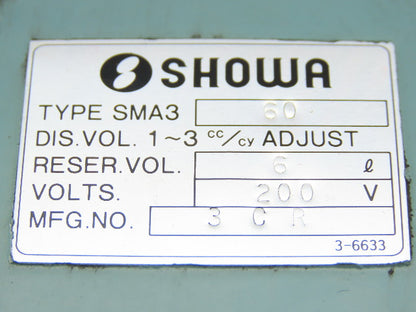 SHOWA
TYPE SMA3 60
DIS.VOL. 1~3 cc/cy ADJUST
RESER.VOL. 6 ℓ
VOLTS. 200 V
MFG.NO. 3 C R
3-6633